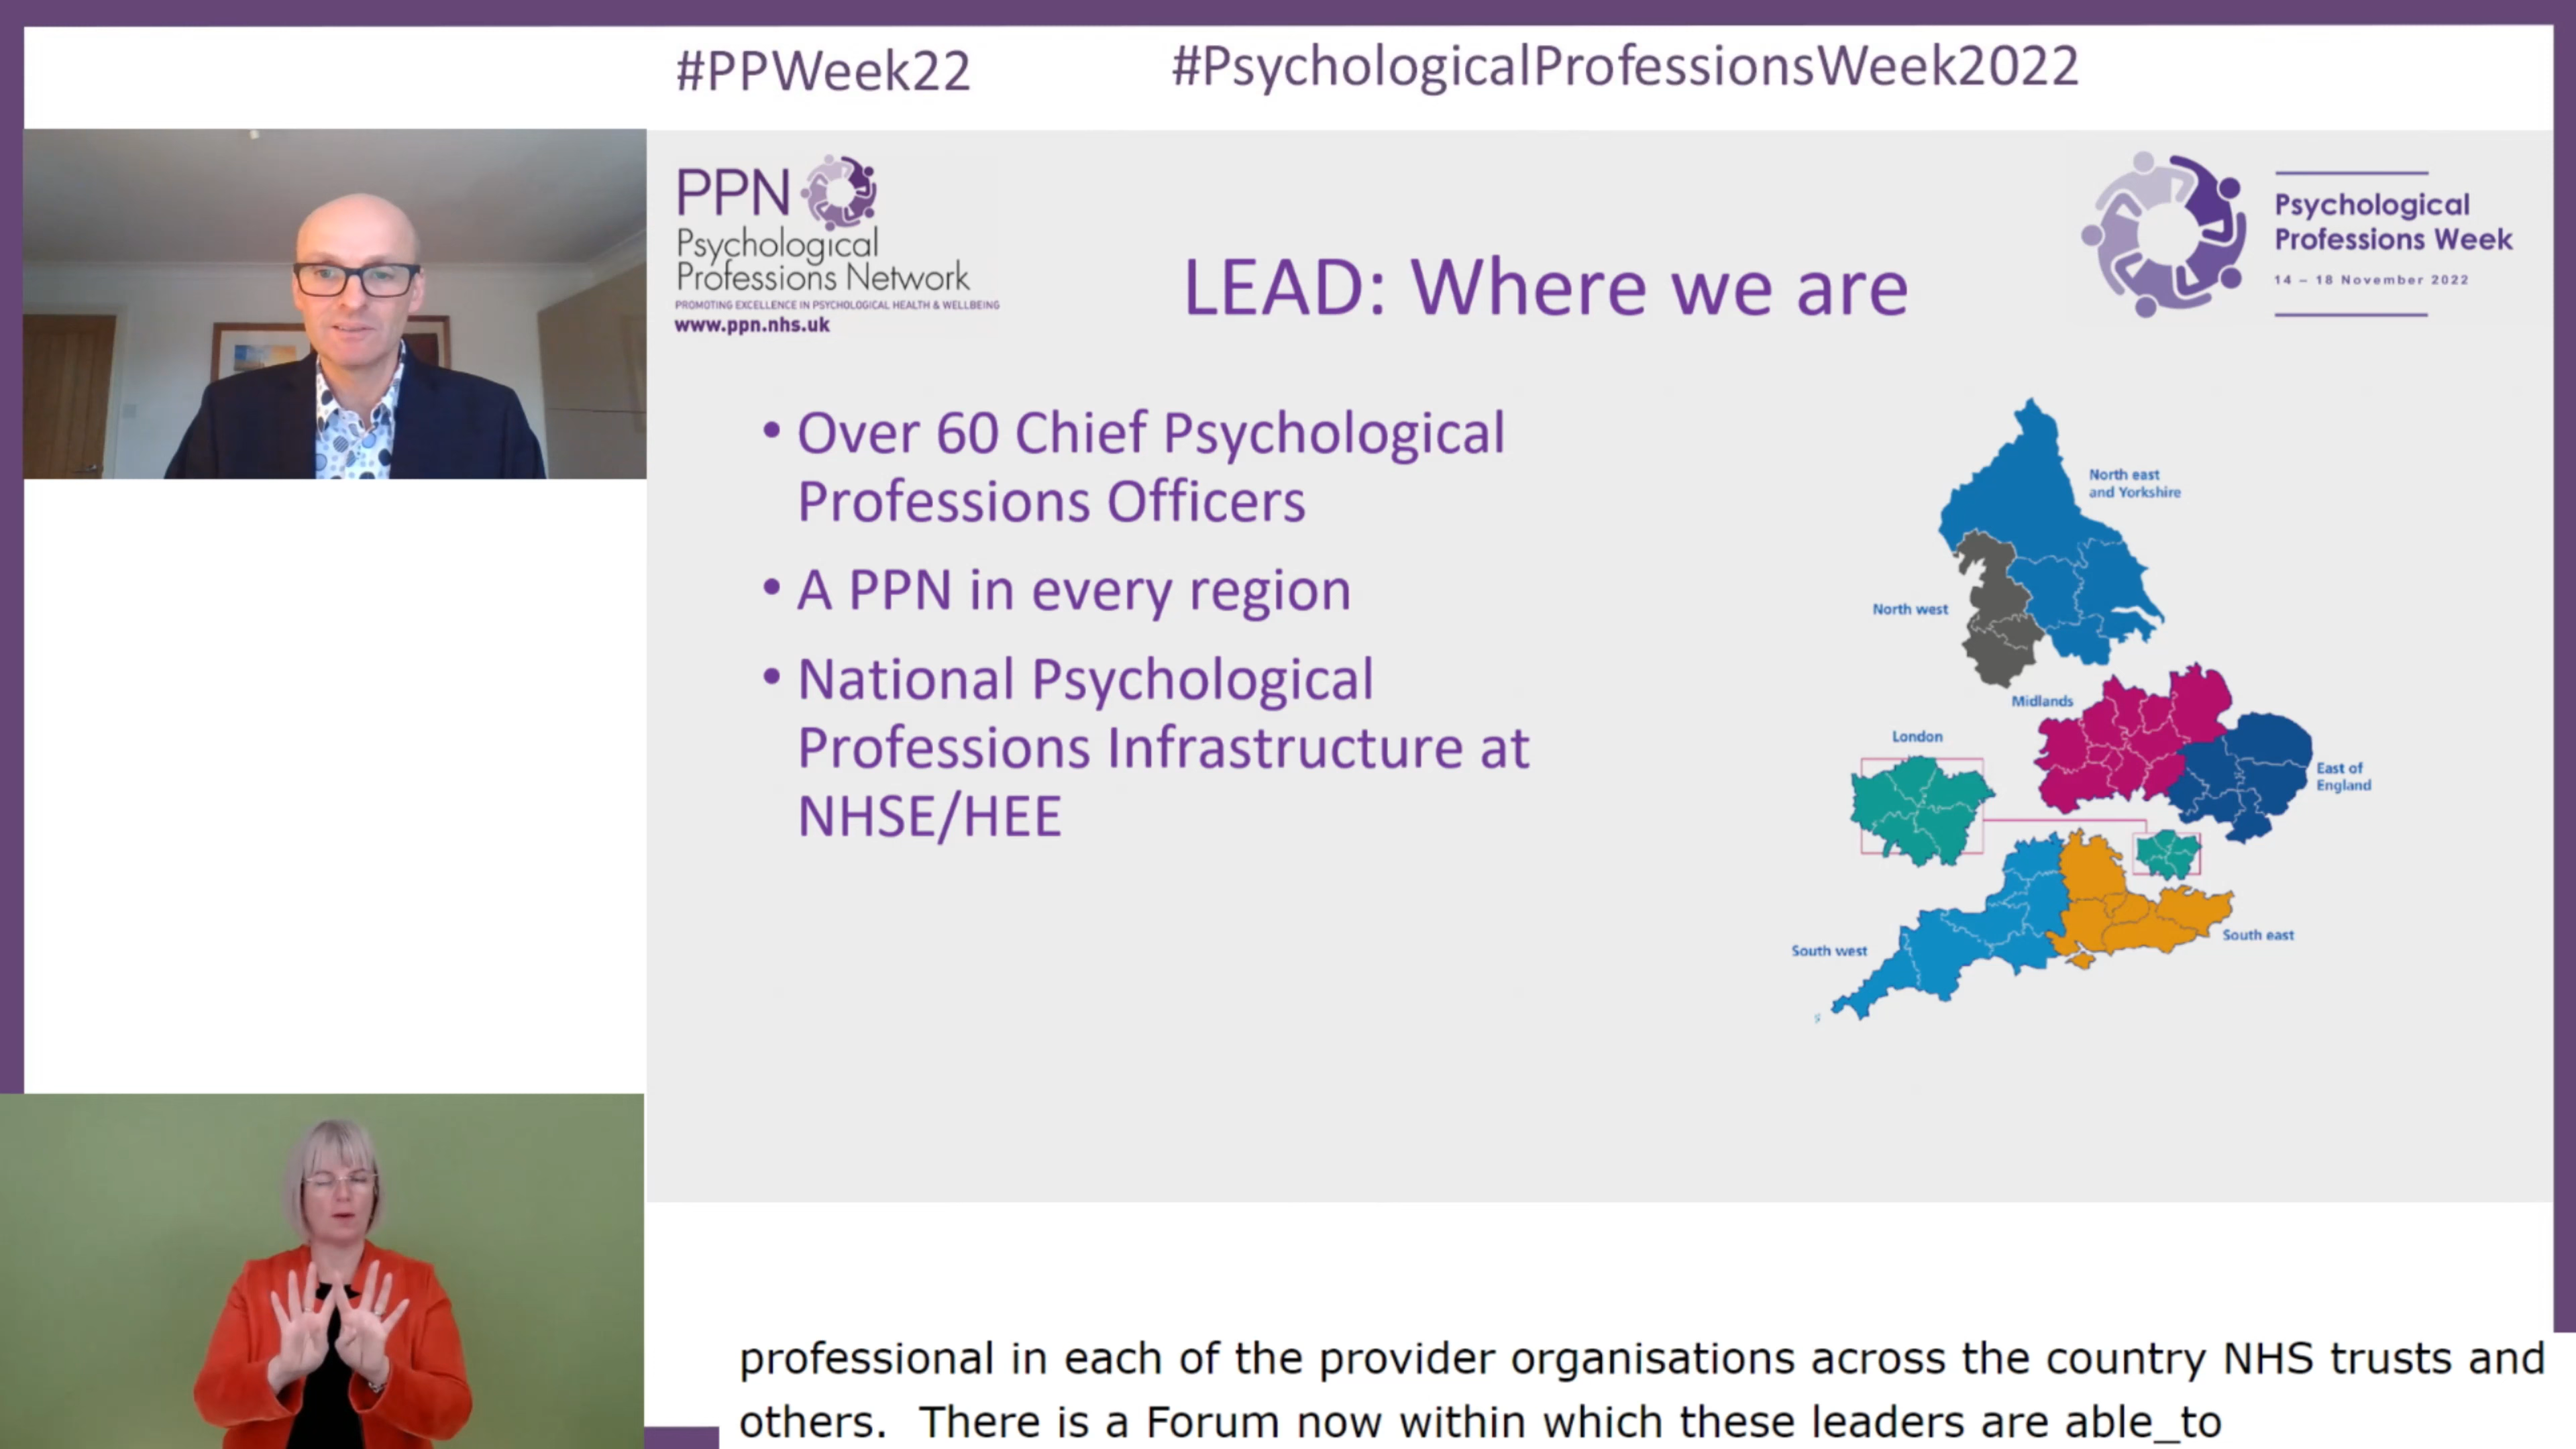 #PPWeek22
#PsychologicalProfessionsWeek2022
PPN
Psychological
Professions Network
PROMOTING EXCELLENCE IN PSYCHOLOGICAL HEALTH & WELLBEING
www.ppn.nhs.uk
LEAD: Where we are
Psychological
Professions Week
14 – 18 November 2022
• Over 60 Chief Psychological
Professions Officers
• A PPN in every region
• National Psychological
Professions Infrastructure at
NHSE/HEE
North east
and Yorkshire
North west
Midlands
London
East of
England
South west
South east
professional in each of the provider organisations across the country NHS trusts and
others.  There is a Forum now within which these leaders are able_to